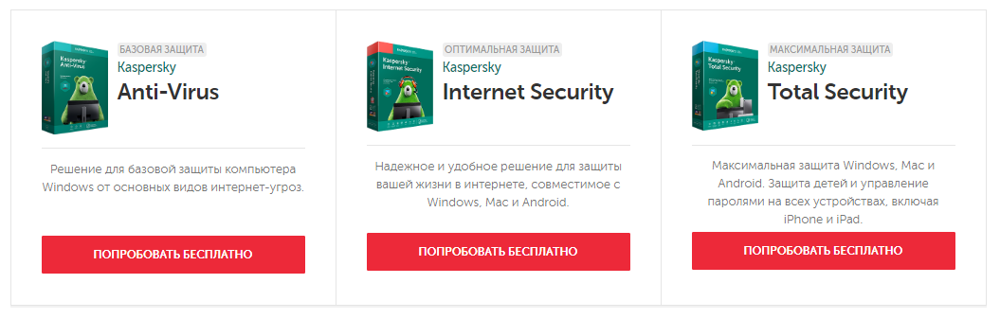 БАЗОВАЯ ЗАЩИТА
Kaspersky
Anti-Virus
Kaspersky
Anti-Virus
Решение для базовой защиты компьютера
Windows от основных видов интернет-угроз.
ПОПРОБОВАТЬ БЕСПЛАТНО
ОПТИМАЛЬНАЯ ЗАЩИТА
Kaspersky
Internet Security
Kaspersky
Internet Security
Надежное и удобное решение для защиты
вашей жизни в интернете, совместимое с
Windows, Mac и Android.
ПОПРОБОВАТЬ БЕСПЛАТНО
МАКСИМАЛЬНАЯ ЗАЩИТА
Kaspersky
Total Security
Kaspersky
Total Security
Максимальная защита Windows, Mac и
Android. Защита детей и управление
паролями на всех устройствах, включая
iPhone и iPad.
ПОПРОБОВАТЬ БЕСПЛАТНО